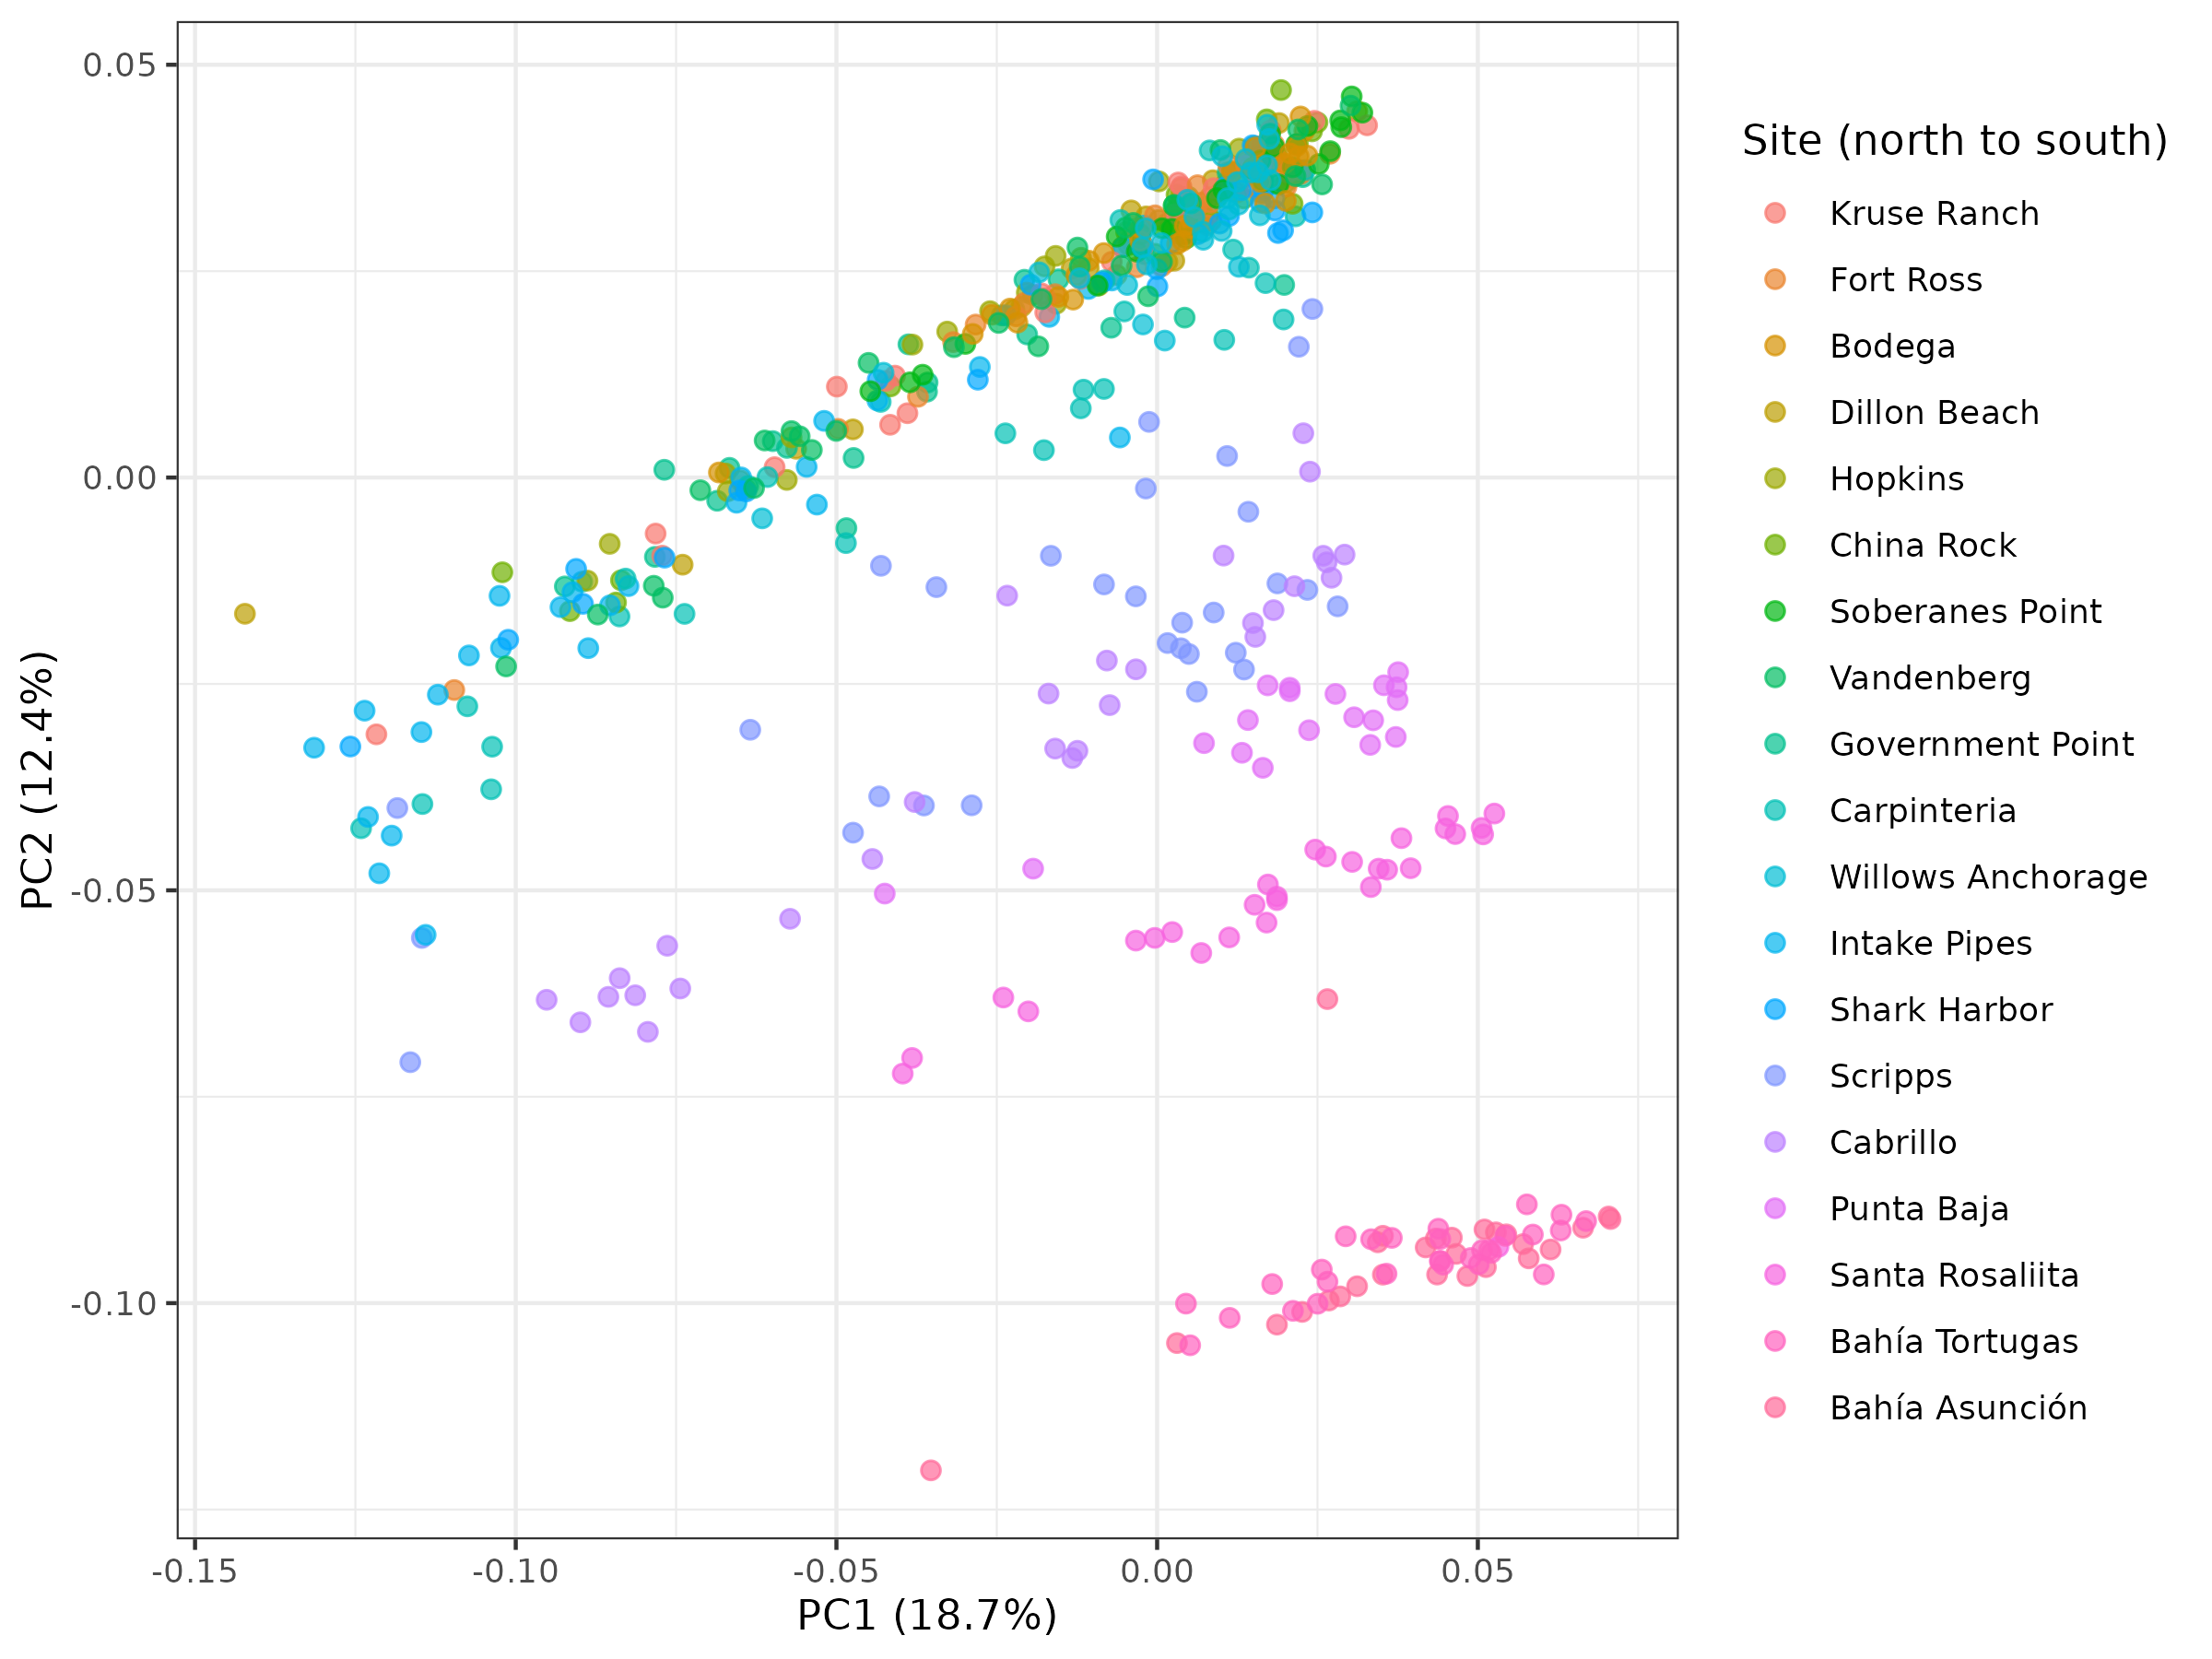 0.05
0.00
-0.05
-0.10
PC2 (12.4%)
-0.15
-0.10
-0.05
0.00
0.05
PC1 (18.7%)
Site (north to south)
Kruse Ranch
Fort Ross
Bodega
Dillon Beach
Hopkins
China Rock
Soberanes Point
Vandenberg
Government Point
Carpinteria
Willows Anchorage
Intake Pipes
Shark Harbor
Scripps
Cabrillo
Punta Baja
Santa Rosaliita
Bahía Tortugas
Bahía Asunción